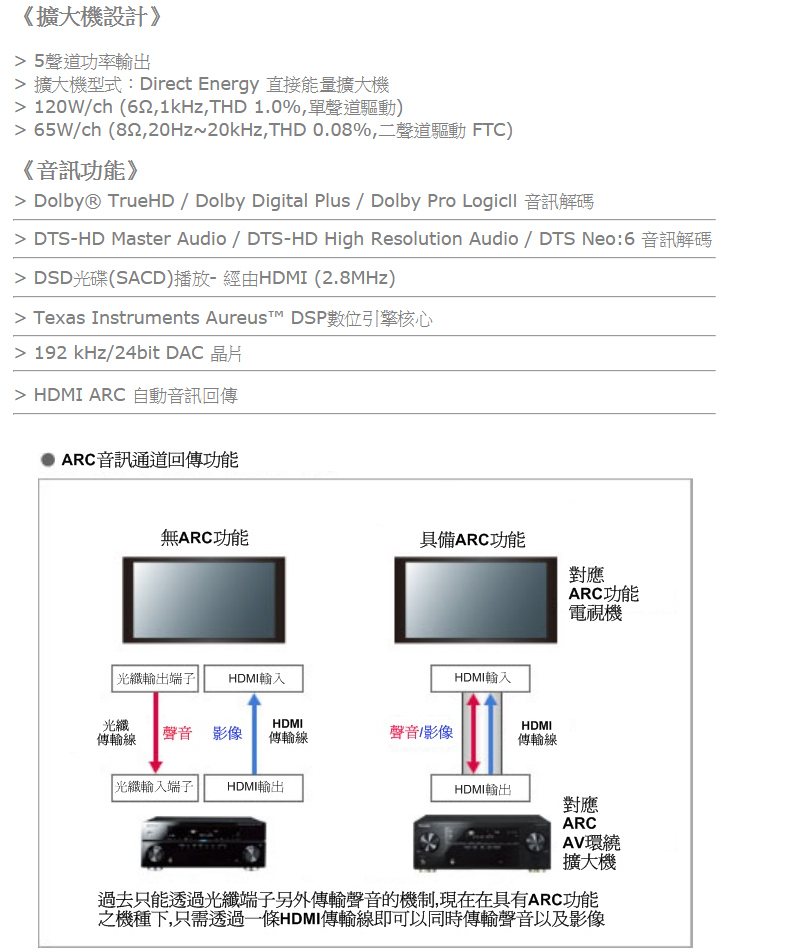 《擴大機設計》
> 5聲道功率輸出
> 擴大機型式：Direct Energy 直接能量擴大機
> 120W/ch (6Ω,1kHz,THD 1.0%,單聲道驅動)
> 65W/ch (8Ω,20Hz~20kHz,THD 0.08%,二聲道驅動 FTC)
《音訊功能》
> Dolby® TrueHD / Dolby Digital Plus / Dolby Pro Logicll 音訊解碼
> DTS-HD Master Audio / DTS-HD High Resolution Audio / DTS Neo:6 音訊解碼
> DSD光碟(SACD)播放- 經由HDMI (2.8MHz)
> Texas Instruments Aureus™ DSP數位引擎核心
> 192 kHz/24bit DAC 晶片
> HDMI ARC 自動音訊回傳
● ARC音訊通道回傳功能
無ARC功能
具備ARC功能
對應
ARC功能
電視機
光纖輸出端子
HDMI輸入
HDMI輸入
光纖
傳輸線
聲音
影像
HDMI
傳輸線
聲音/影像
HDMI
傳輸線
光纖輸入端子
HDMI輸出
HDMI輸出
對應
ARC
AV環繞
擴大機
過去只能透過光纖端子另外傳輸聲音的機制,現在在具有ARC功能
之機種下,只需透過一條HDMI傳輸線即可以同時傳輸聲音以及影像